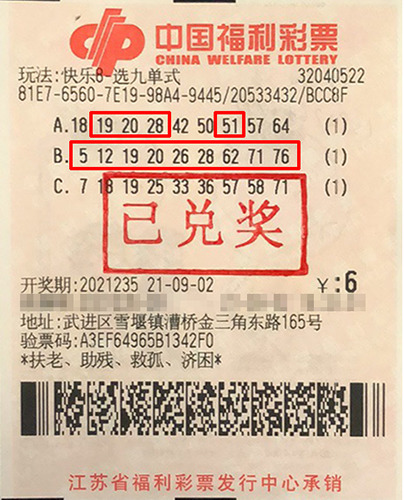 中国福利彩票
CHINA WELFARE LOTTERY
玩法:快乐8-选九单式 32040522
81E7-6560-7E19-98A4-9445/20533432/BCC8F
A.18 19 20 28 42 50 51 57 64 (1)
B. 5 12 19 20 26 28 62 71 76 (1)
C. 7 18 19 25 33 36 57 58 71 (1)
已兑奖
开奖期:2021235 21-09-02 ¥:6
地址:武进区雪堰镇漕桥金三角东路165号
验票码:A3EF64965B1342F0
*扶老、助残、救孤、济困*
江苏省福利彩票发行中心承销